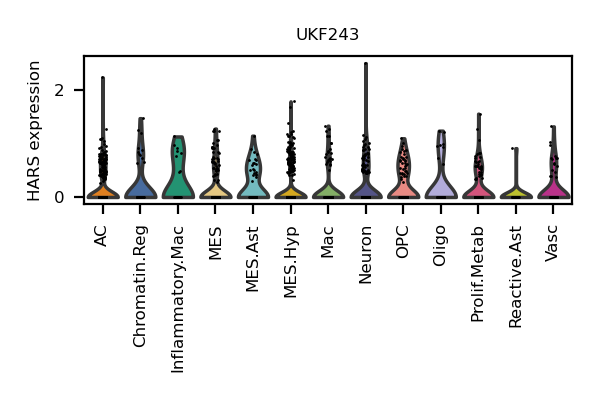 UKF243
HARS expression
2
0
AC
Chromatin.Reg
Inflammatory.Mac
MES
MES.Ast
MES.Hyp
Mac
Neuron
OPC
Oligo
Prolif.Metab
Reactive.Ast
Vasc